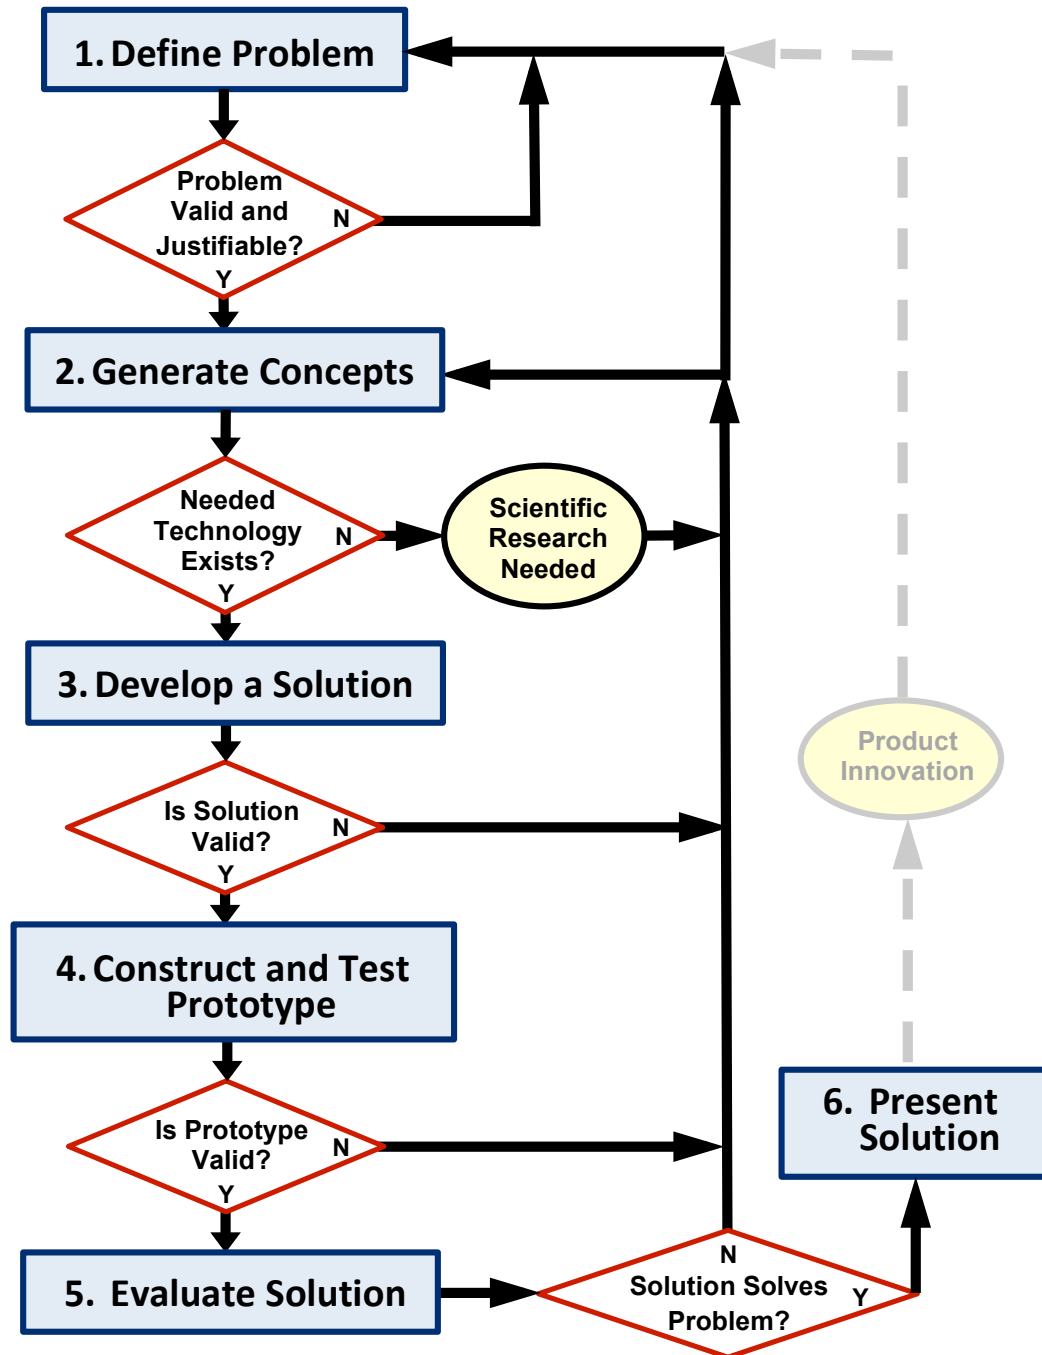 1. Define Problem
Problem
Valid and
Justifiable?
N
Y
2. Generate Concepts
Needed
Technology
Exists?
N
Y
Scientific
Research
Needed
3. Develop a Solution
Product
Innovation
Is Solution
Valid?
N
Y
4. Construct and Test
Prototype
6. Present
Solution
Is Prototype
Valid?
N
Y
5. Evaluate Solution
N
Solution Solves
Problem?
Y